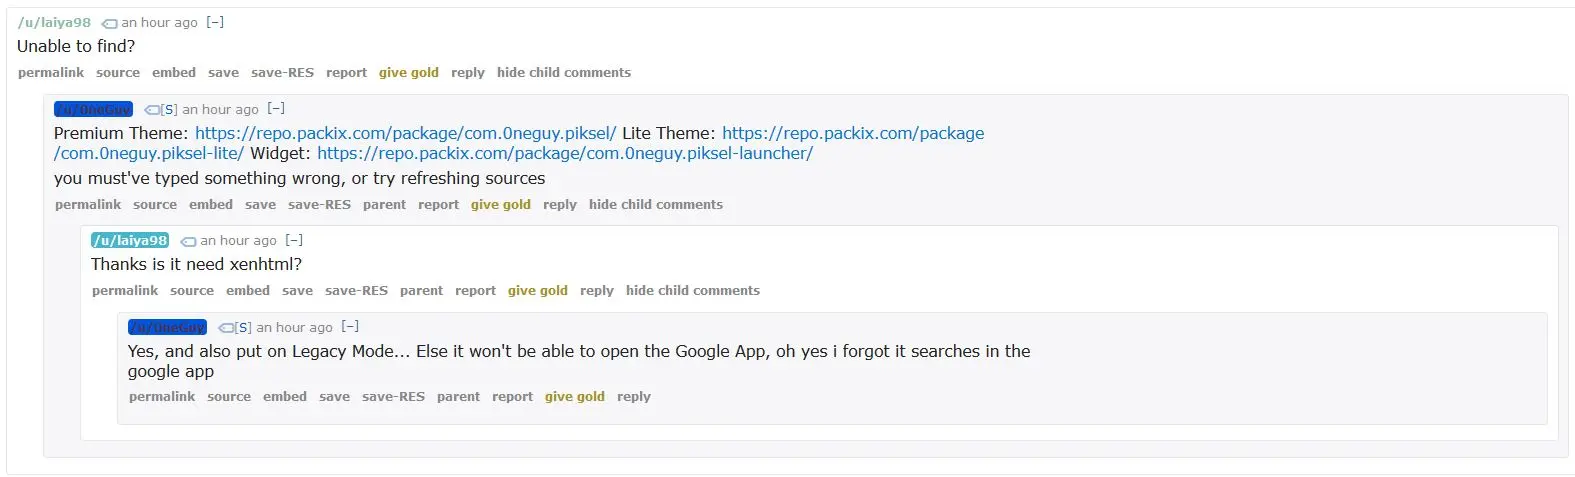 /u/laiya98 an hour ago [–]
Unable to find?
permalink source embed save save-RES report give gold reply hide child comments
/u/0neGuy [S] an hour ago [–]
Premium Theme: https://repo.packix.com/package/com.0neguy.piksel/ Lite Theme: https://repo.packix.com/package
/com.0neguy.piksel-lite/ Widget: https://repo.packix.com/package/com.0neguy.piksel-launcher/
you must've typed something wrong, or try refreshing sources
permalink source embed save save-RES parent report give gold reply hide child comments
/u/laiya98 an hour ago [–]
Thanks is it need xenhtml?
permalink source embed save save-RES parent report give gold reply hide child comments
/u/0neGuy [S] an hour ago [–]
Yes, and also put on Legacy Mode... Else it won't be able to open the Google App, oh yes i forgot it searches in the
google app
permalink source embed save save-RES parent report give gold reply